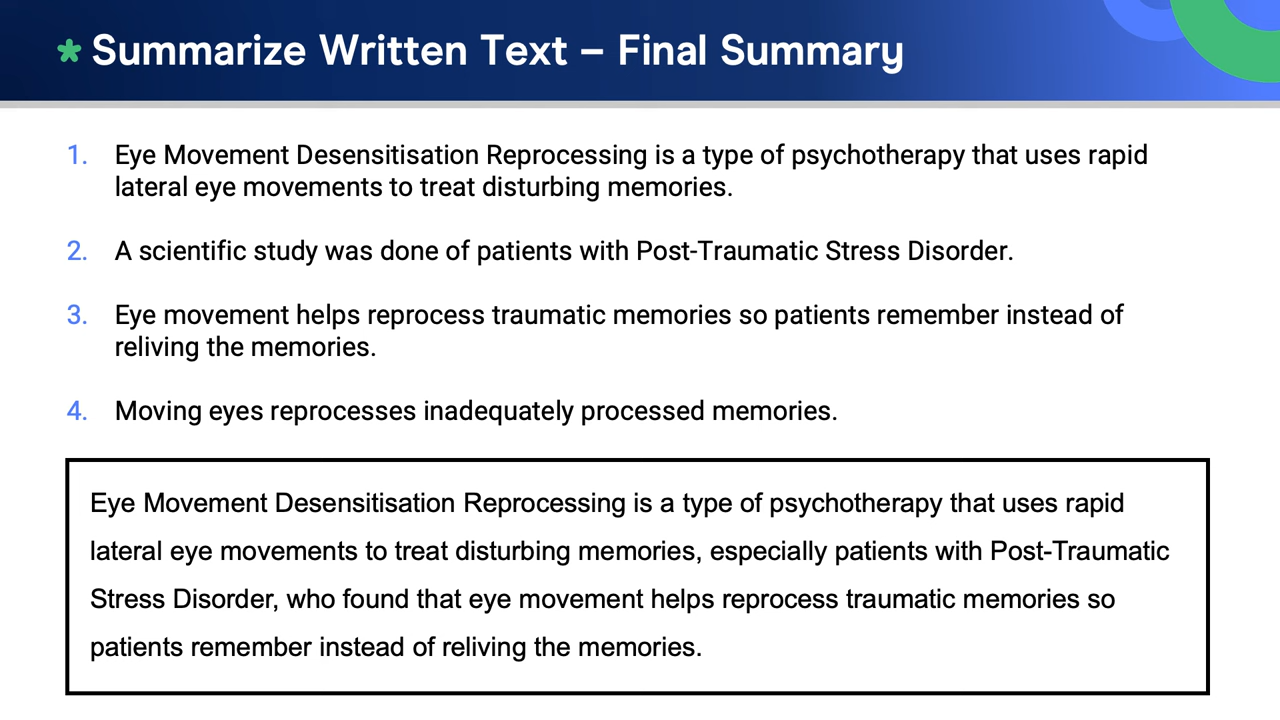 * Summarize Written Text – Final Summary
1. Eye Movement Desensitisation Reprocessing is a type of psychotherapy that uses rapid
lateral eye movements to treat disturbing memories.
2. A scientific study was done of patients with Post-Traumatic Stress Disorder.
3. Eye movement helps reprocess traumatic memories so patients remember instead of
reliving the memories.
4. Moving eyes reprocesses inadequately processed memories.
Eye Movement Desensitisation Reprocessing is a type of psychotherapy that uses rapid
lateral eye movements to treat disturbing memories, especially patients with Post-Traumatic
Stress Disorder, who found that eye movement helps reprocess traumatic memories so
patients remember instead of reliving the memories.